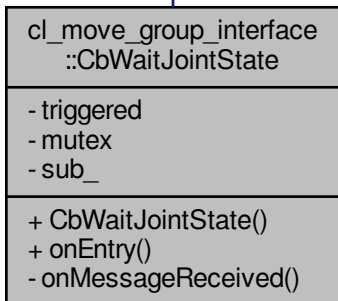 cl_move_group_interface
::CbWaitJointState
- triggered
- mutex
- sub_
+ CbWaitJointState()
+ onEntry()
- onMessageReceived()